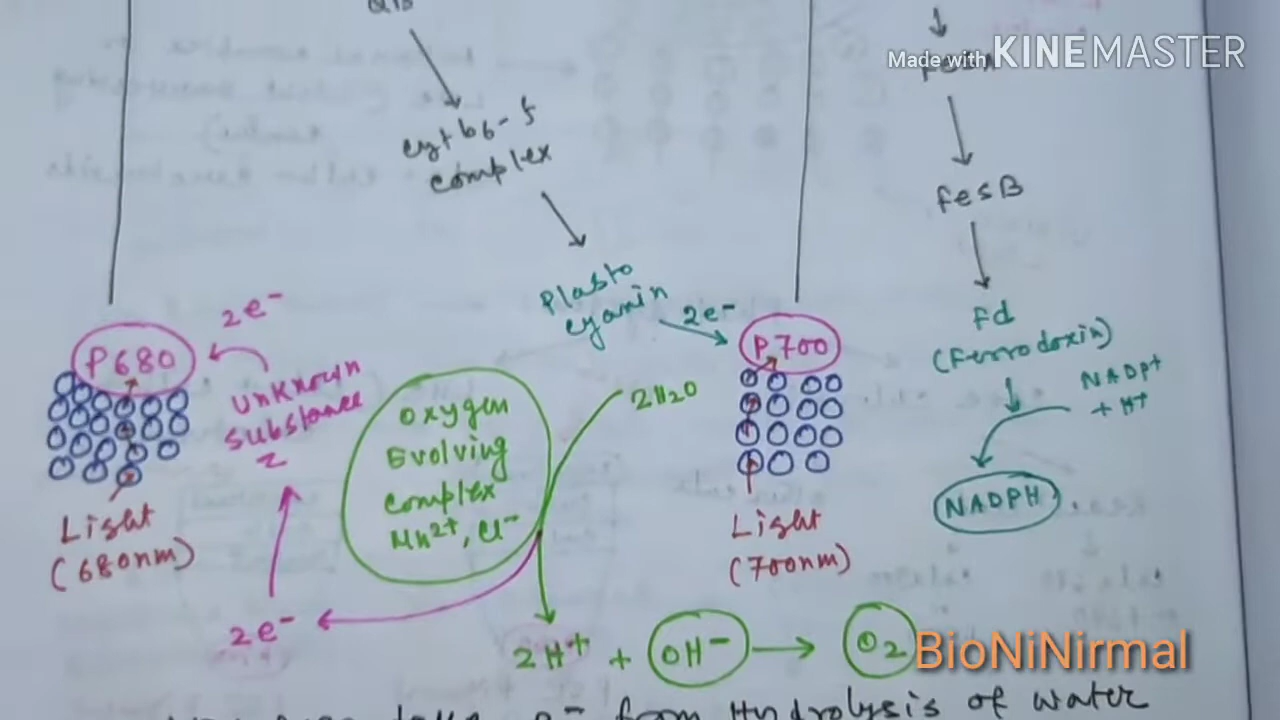 Made with KINEMASTER
cyt b6-f
complex
FesB
Plasto
cyanin
2e-
2e-
Fd
(Ferrodoxin)
P680
P700
NADP+
+ H+
Unknown
substance
Z
2H2O
Oxygen
Evolving
complex
Mn2+, Cl-
NADPH
Light
(680nm)
Light
(700nm)
2e-
2H+ + OH- → O2
BioNiNirmal
e- from Hydrolysis of water